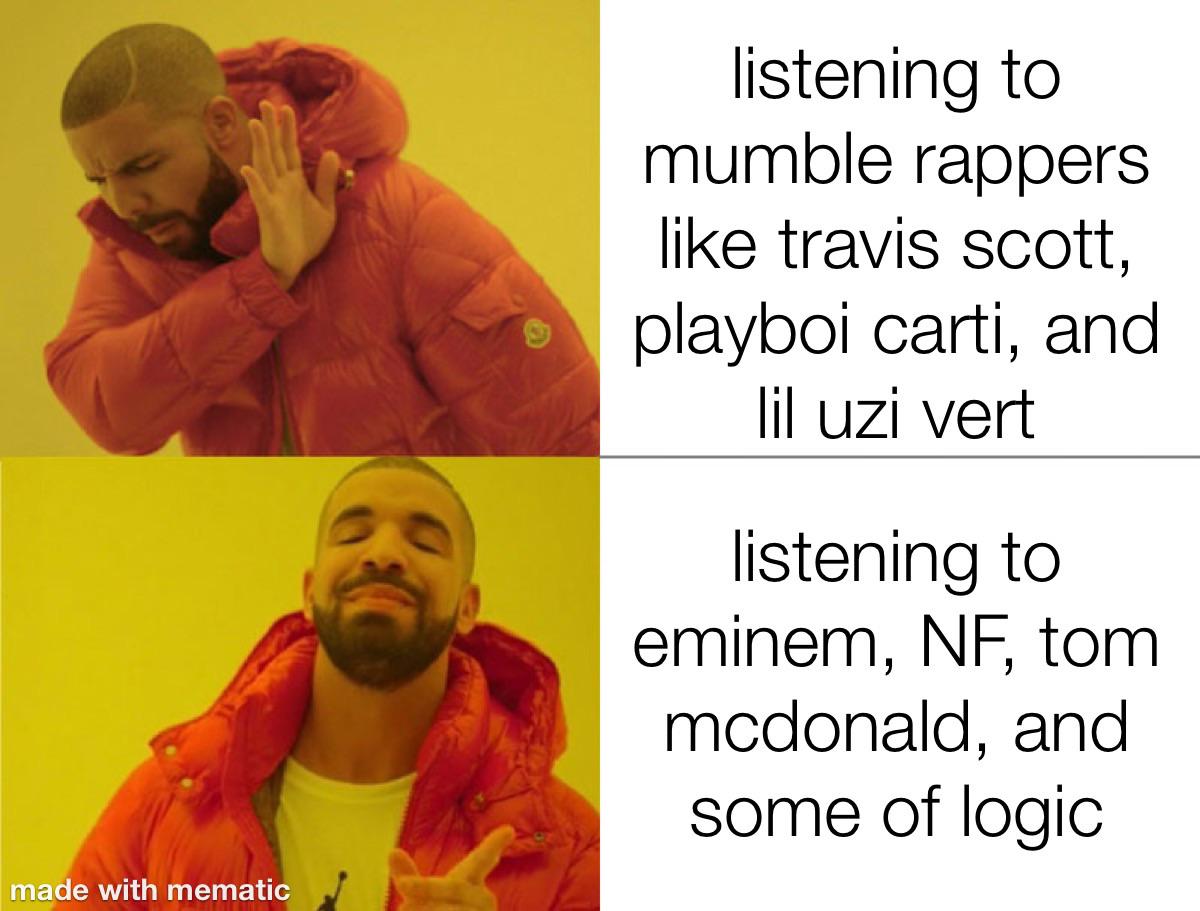 listening to
mumble rappers
like travis scott,
playboi carti, and
lil uzi vert
listening to
eminem, NF, tom
mcdonald, and
some of logic
made with mematic